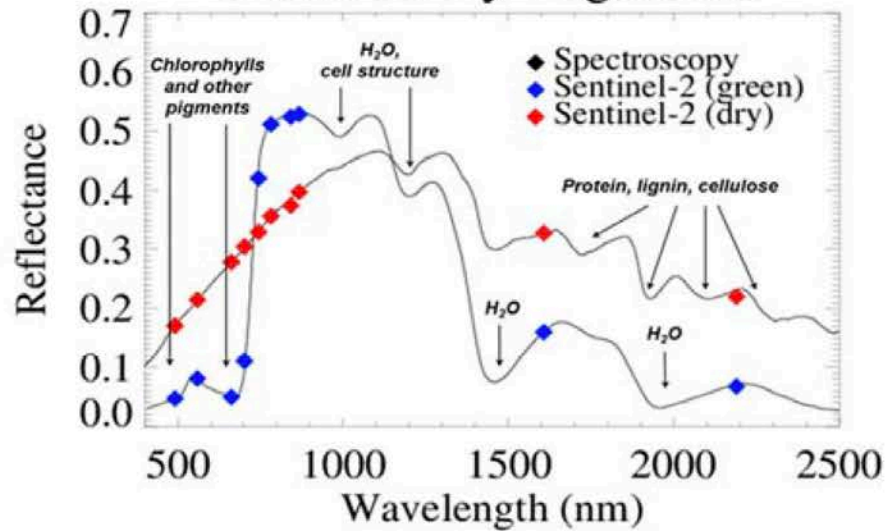 0.7
0.6
0.5
0.4
0.3
0.2
0.1
0.0
Reflectance
Chlorophylls
and other
pigments
H₂O,
cell structure
Spectroscopy
Sentinel-2 (green)
Sentinel-2 (dry)
Protein, lignin, cellulose
H₂O
H₂O
500 1000 1500 2000 2500
Wavelength (nm)